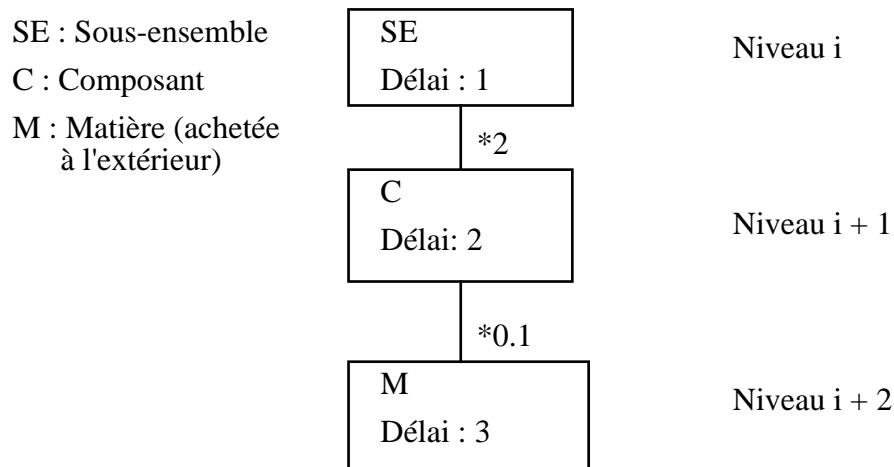 SE : Sous-ensemble
C : Composant
M : Matière (achetée
à l'extérieur)
SE
Délai : 1
Niveau i
*2
C
Délai: 2
Niveau i + 1
*0.1
M
Délai : 3
Niveau i + 2